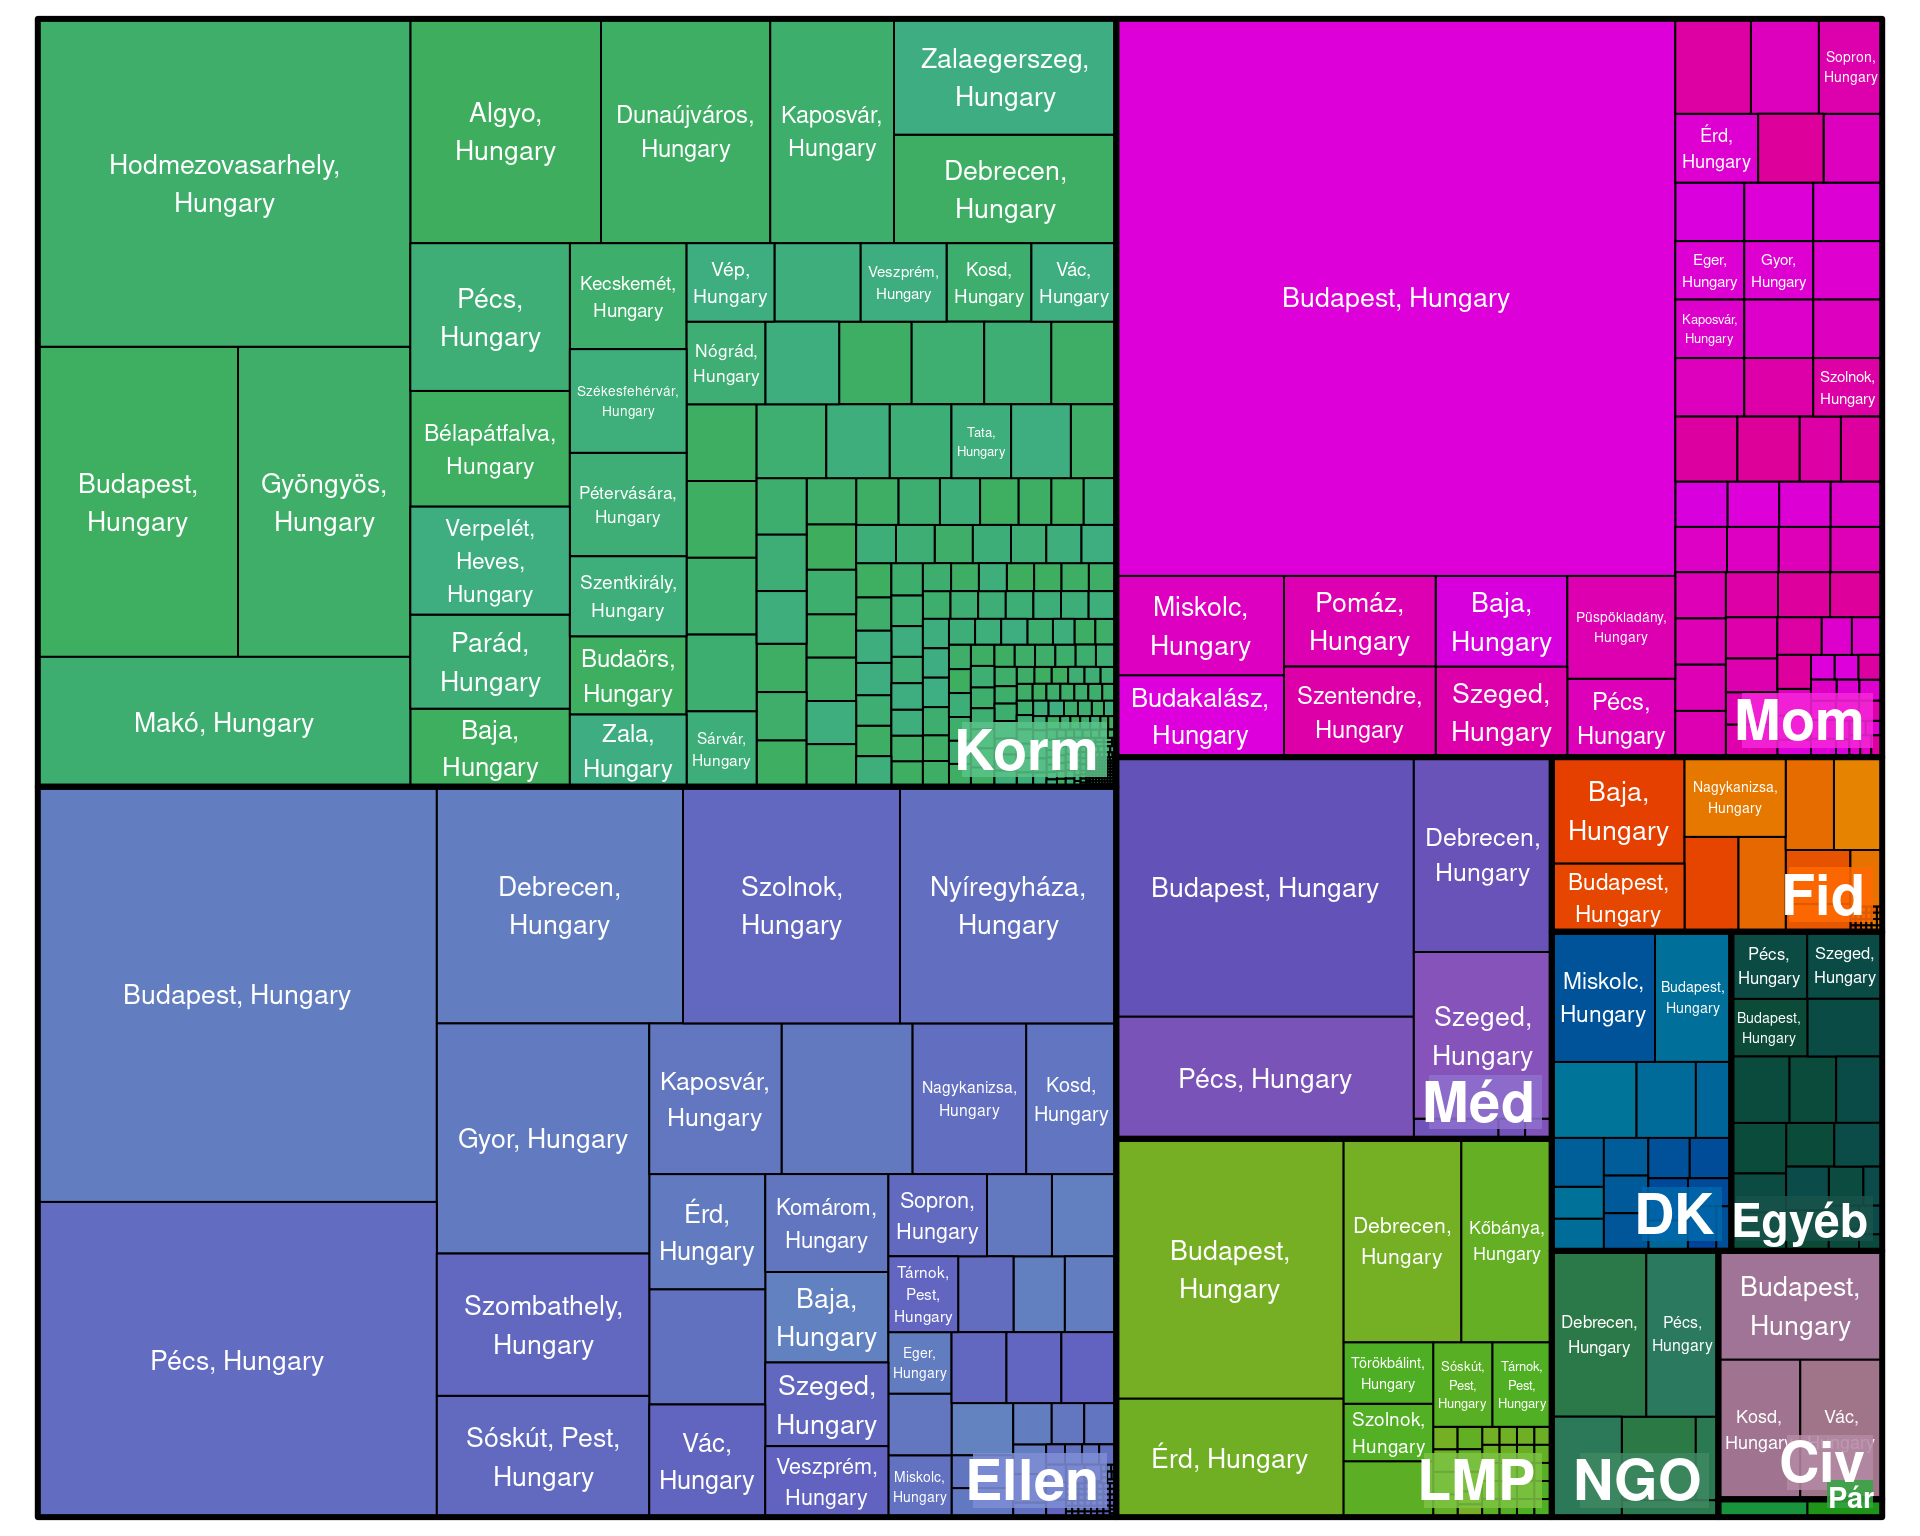 Hodmezovasarhely,
Hungary
Algyo,
Hungary
Dunaújváros,
Hungary
Kaposvár,
Hungary
Zalaegerszeg,
Hungary
Debrecen,
Hungary
Budapest,
Hungary
Gyöngyös,
Hungary
Makó, Hungary
Pécs,
Hungary
Bélapátfalva,
Hungary
Verpelét,
Heves,
Hungary
Parád,
Hungary
Baja,
Hungary
Kecskemét,
Hungary
Székesfehérvár,
Hungary
Pétervására,
Hungary
Szentkirály,
Hungary
Budaörs,
Hungary
Zala,
Hungary
Vép,
Hungary
Veszprém,
Hungary
Kosd,
Hungary
Vác,
Hungary
Nógrád,
Hungary
Tata,
Hungary
Sárvár,
Hungary
Korm
Budapest, Hungary
Sopron,
Hungary
Érd,
Hungary
Eger,
Hungary
Gyor,
Hungary
Kaposvár,
Hungary
Szolnok,
Hungary
Miskolc,
Hungary
Budakalász,
Hungary
Pomáz,
Hungary
Szentendre,
Hungary
Baja,
Hungary
Szeged,
Hungary
Püspökladány,
Hungary
Pécs,
Hungary
Mom
Budapest, Hungary
Pécs, Hungary
Debrecen,
Hungary
Szolnok,
Hungary
Nyíregyháza,
Hungary
Gyor, Hungary
Szombathely,
Hungary
Sóskút, Pest,
Hungary
Kaposvár,
Hungary
Nagykanizsa,
Hungary
Kosd,
Hungary
Érd,
Hungary
Vác,
Hungary
Komárom,
Hungary
Baja,
Hungary
Szeged,
Hungary
Veszprém,
Hungary
Sopron,
Hungary
Tárnok,
Pest,
Hungary
Eger,
Hungary
Miskolc,
Hungary
Ellen
Budapest, Hungary
Pécs, Hungary
Debrecen,
Hungary
Szeged,
Hungary
Méd
Baja,
Hungary
Budapest,
Hungary
Nagykanizsa,
Hungary
Fid
Miskolc,
Hungary
Budapest,
Hungary
DK
Pécs,
Hungary
Szeged,
Hungary
Budapest,
Hungary
Egyéb
Budapest,
Hungary
Érd, Hungary
Debrecen,
Hungary
Kőbánya,
Hungary
Törökbálint,
Hungary
Szolnok,
Hungary
Sóskút,
Pest,
Hungary
Tárnok,
Pest,
Hungary
LMP
Debrecen,
Hungary
Pécs,
Hungary
NGO
Budapest,
Hungary
Kosd,
Hungary
Vác,
Hungary
Civ
Pár